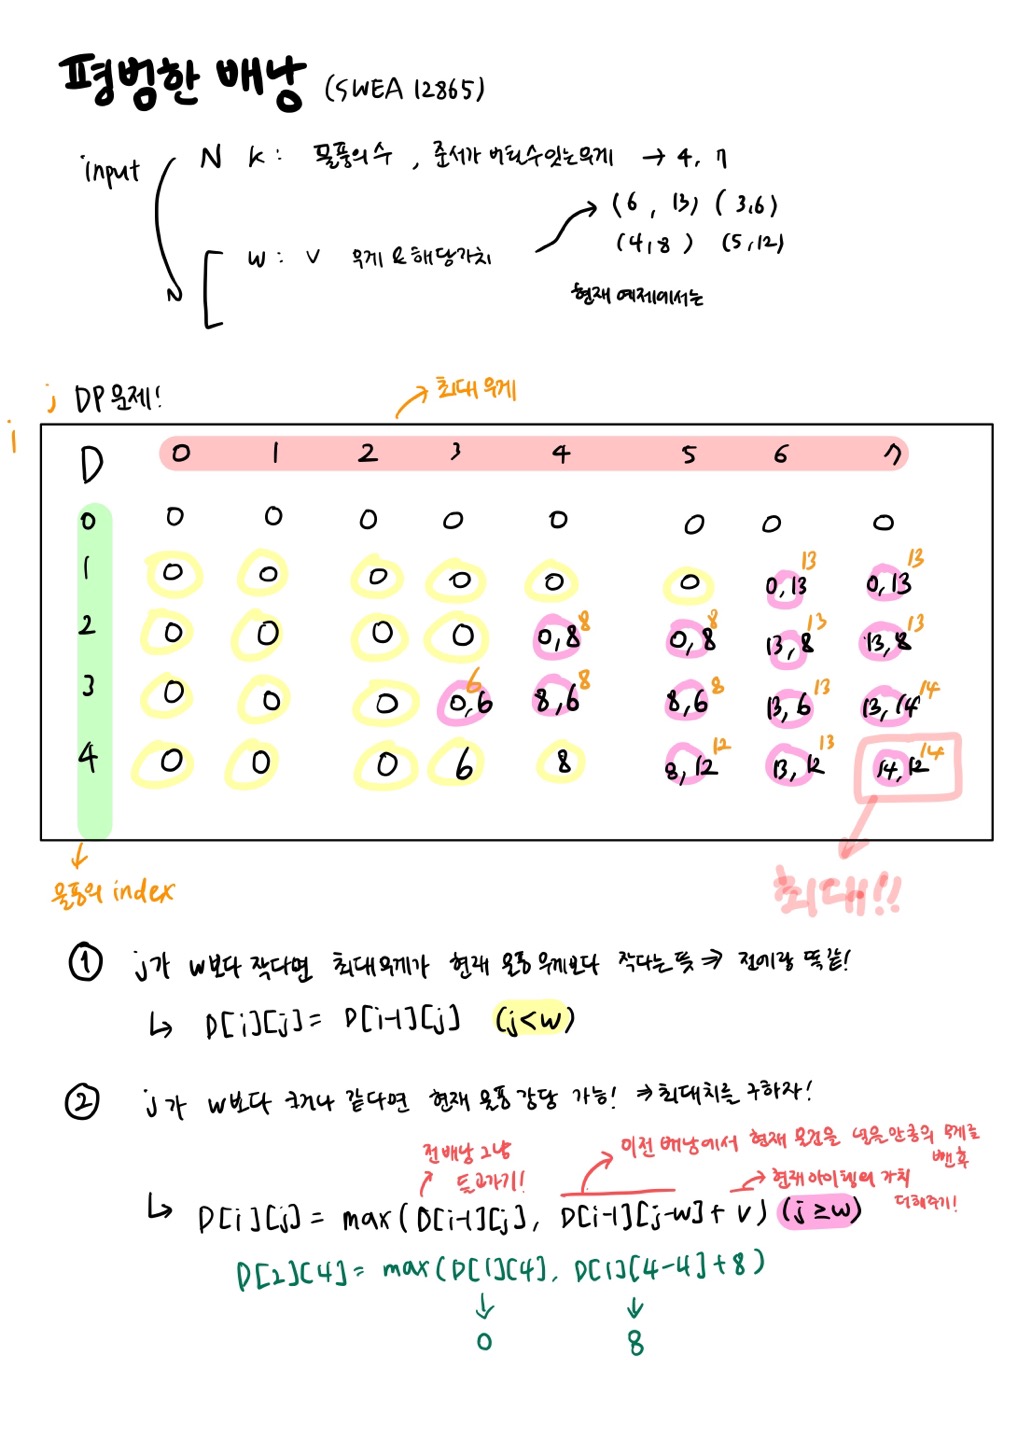 평범한 배낭 (SWEA 12865)
input
N K : 물품의 수 , 준서가 버틸수있는무게 → 4, 7
(6 , 13) ( 3,6)
(4,8 ) (5,12)
N
W : V 무게 & 해당가치
현재 예제에서는
j DP 문제!
→ 최대 무게
i
D 0 1 2 3 4 5 6 7
0 0 0 0 0 0 0 0 0
1 0 0 0 0 0 0 0,13 13 0,13 13
2 0 0 0 0 0,8 8 0,8 8 13,8 13 13,8 13
3 0 0 0 0,6 6 8,6 8 8,6 8 13,6 13 13,14 14
4 0 0 0 6 8 8,12 12 13,12 13 14,12 14
물품의 index
최대!!
① j가 w보다 작다면 최대무게가 현재 물품 무게보다 작다는 뜻 ⇒ 전이랑 똑같!
↳ D[i][j] = D[i-1][j] (j<w)
② j가 w보다 크거나 같다면 현재 물품 감당 가능! ⇒ 최대치를 구하자!
전배낭 그냥
들고가기!
이전 배낭에서 현재 물건을 넣을만큼의 무게를
뺀후
현재아이템의 가치
더해주기!
↳ D[i][j] = max(D[i-1][j], D[i-1][j-w]+v) (j ≥ w)
D[2][4] = max(D[1][4], D[1][4-4]+8)
↓ ↓
0 8